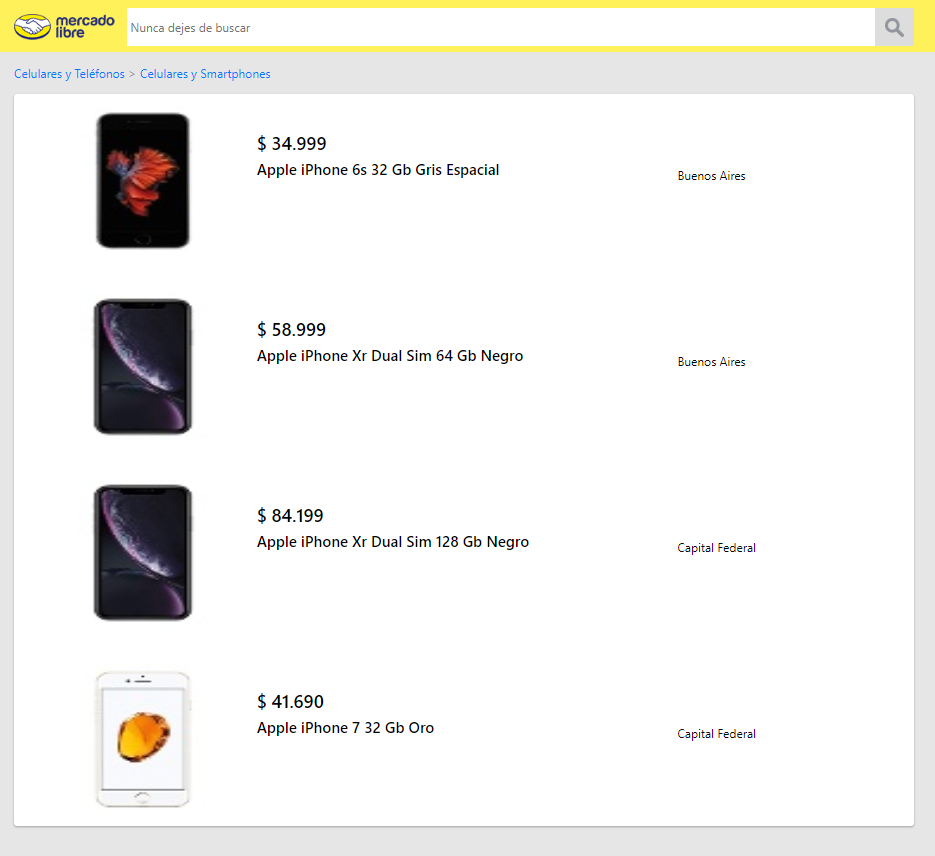 mercado
libre
Nunca dejes de buscar
Celulares y Teléfonos > Celulares y Smartphones
$ 34.999
Apple iPhone 6s 32 Gb Gris Espacial
Buenos Aires
$ 58.999
Apple iPhone Xr Dual Sim 64 Gb Negro
Buenos Aires
$ 84.199
Apple iPhone Xr Dual Sim 128 Gb Negro
Capital Federal
$ 41.690
Apple iPhone 7 32 Gb Oro
Capital Federal